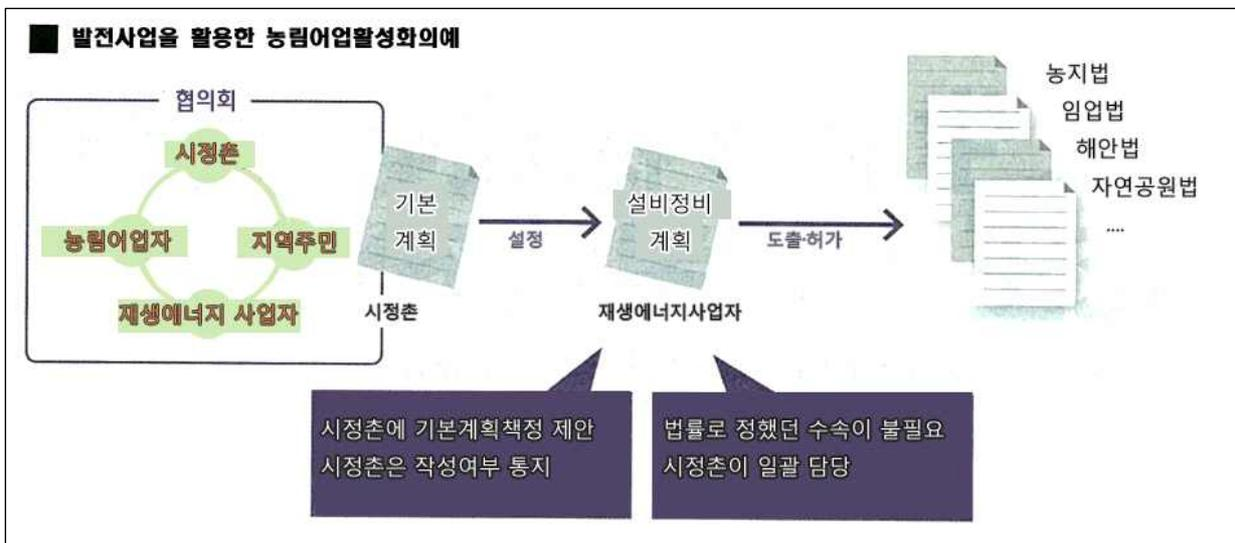 발전사업을 활용한 농림어업활성화의예
협의회
시정촌
농림어업자
지역주민
재생에너지 사업자
기본
계획
시정촌
설정
설비정비
계획
재생에너지사업자
도출·허가
농지법
임업법
해안법
자연공원법
....
시정촌에 기본계획책정 제안
시정촌은 작성여부 통지
법률로 정했던 수속이 불필요
시정촌이 일괄 담당